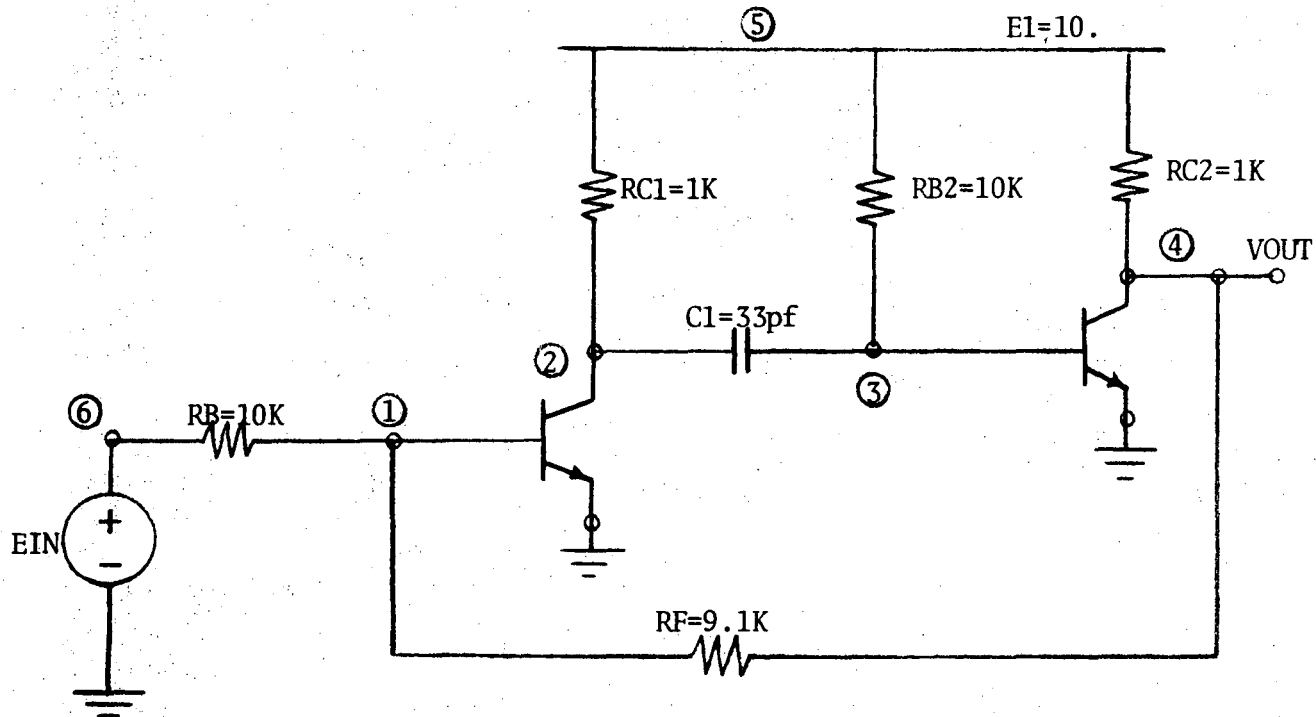 ⑤
E1=10.
RC1=1K
RB2=10K
RC2=1K
④
VOUT
C1=33pf
②
③
⑥
RB=10K
①
EIN
+
−
RF=9.1K